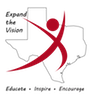 Expand
the
Vision
Educate • Inspire • Encourage